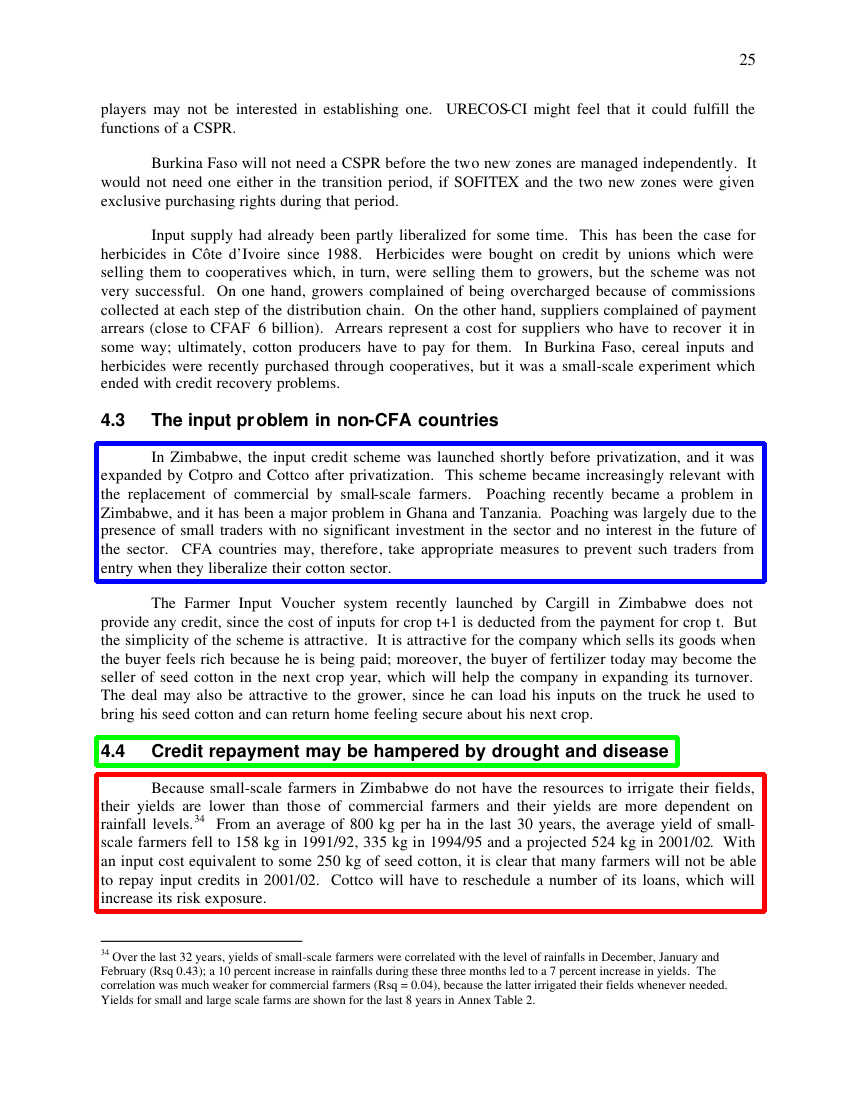 25
players may not be interested in establishing one. URECOS-CI might feel that it could fulfill the
functions of a CSPR.
Burkina Faso will not need a CSPR before the two new zones are managed independently. It
would not need one either in the transition period, if SOFITEX and the two new zones were given
exclusive purchasing rights during that period.
Input supply had already been partly liberalized for some time. This has been the case for
herbicides in Côte d'Ivoire since 1988. Herbicides were bought on credit by unions which were
selling them to cooperatives which, in turn, were selling them to growers, but the scheme was not
very successful. On one hand, growers complained of being overcharged because of commissions
collected at each step of the distribution chain. On the other hand, suppliers complained of payment
arrears (close to CFAF 6 billion). Arrears represent a cost for suppliers who have to recover it in
some way; ultimately, cotton producers have to pay for them. In Burkina Faso, cereal inputs and
herbicides were recently purchased through cooperatives, but it was a small-scale experiment which
ended with credit recovery problems.
4.3 The input problem in non-CFA countries
In Zimbabwe, the input credit scheme was launched shortly before privatization, and it was
expanded by Cotpro and Cottco after privatization. This scheme became increasingly relevant with
the replacement of commercial by small-scale farmers. Poaching recently became a problem in
Zimbabwe, and it has been a major problem in Ghana and Tanzania. Poaching was largely due to the
presence of small traders with no significant investment in the sector and no interest in the future of
the sector. CFA countries may, therefore, take appropriate measures to prevent such traders from
entry when they liberalize their cotton sector.
The Farmer Input Voucher system recently launched by Cargill in Zimbabwe does not
provide any credit, since the cost of inputs for crop t+1 is deducted from the payment for crop t. But
the simplicity of the scheme is attractive. It is attractive for the company which sells its goods when
the buyer feels rich because he is being paid; moreover, the buyer of fertilizer today may become the
seller of seed cotton in the next crop year, which will help the company in expanding its turnover.
The deal may also be attractive to the grower, since he can load his inputs on the truck he used to
bring his seed cotton and can return home feeling secure about his next crop.
4.4 Credit repayment may be hampered by drought and disease
Because small-scale farmers in Zimbabwe do not have the resources to irrigate their fields,
their yields are lower than those of commercial farmers and their yields are more dependent on
rainfall levels.34 From an average of 800 kg per ha in the last 30 years, the average yield of small-
scale farmers fell to 158 kg in 1991/92, 335 kg in 1994/95 and a projected 524 kg in 2001/02. With
an input cost equivalent to some 250 kg of seed cotton, it is clear that many farmers will not be able
to repay input credits in 2001/02. Cottco will have to reschedule a number of its loans, which will
increase its risk exposure.
34 Over the last 32 years, yields of small-scale farmers were correlated with the level of rainfalls in December, January and
February (Rsq 0.43); a 10 percent increase in rainfalls during these three months led to a 7 percent increase in yields. The
correlation was much weaker for commercial farmers (Rsq = 0.04), because the latter irrigated their fields whenever needed.
Yields for small and large scale farms are shown for the last 8 years in Annex Table 2.